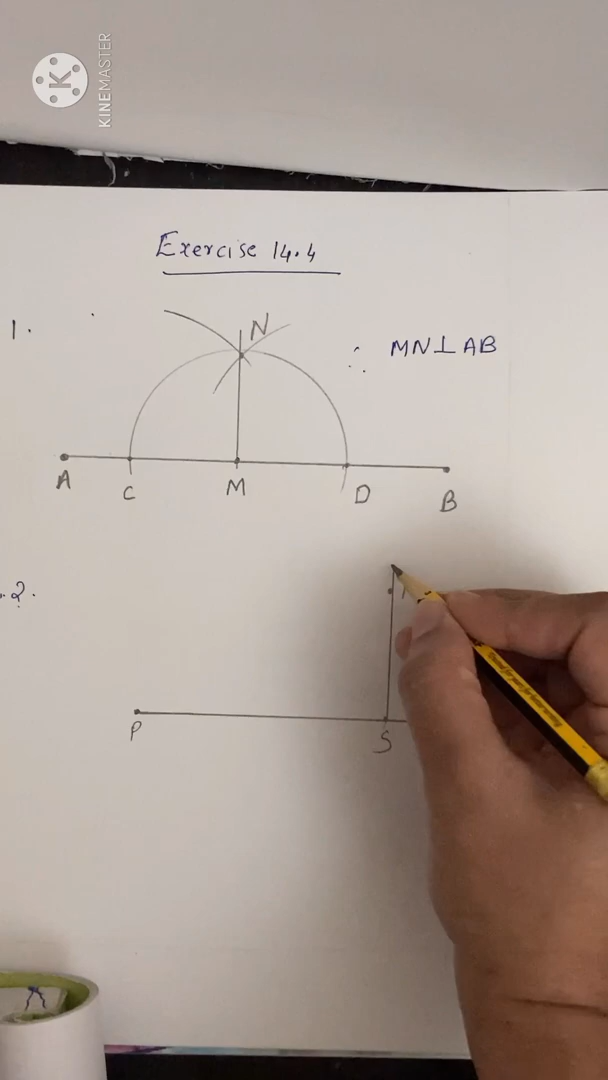 K
KINEMASTER
Exercise 14.4
1.
N
∴ MN⊥AB
A
C
M
D
B
.2.
P
S